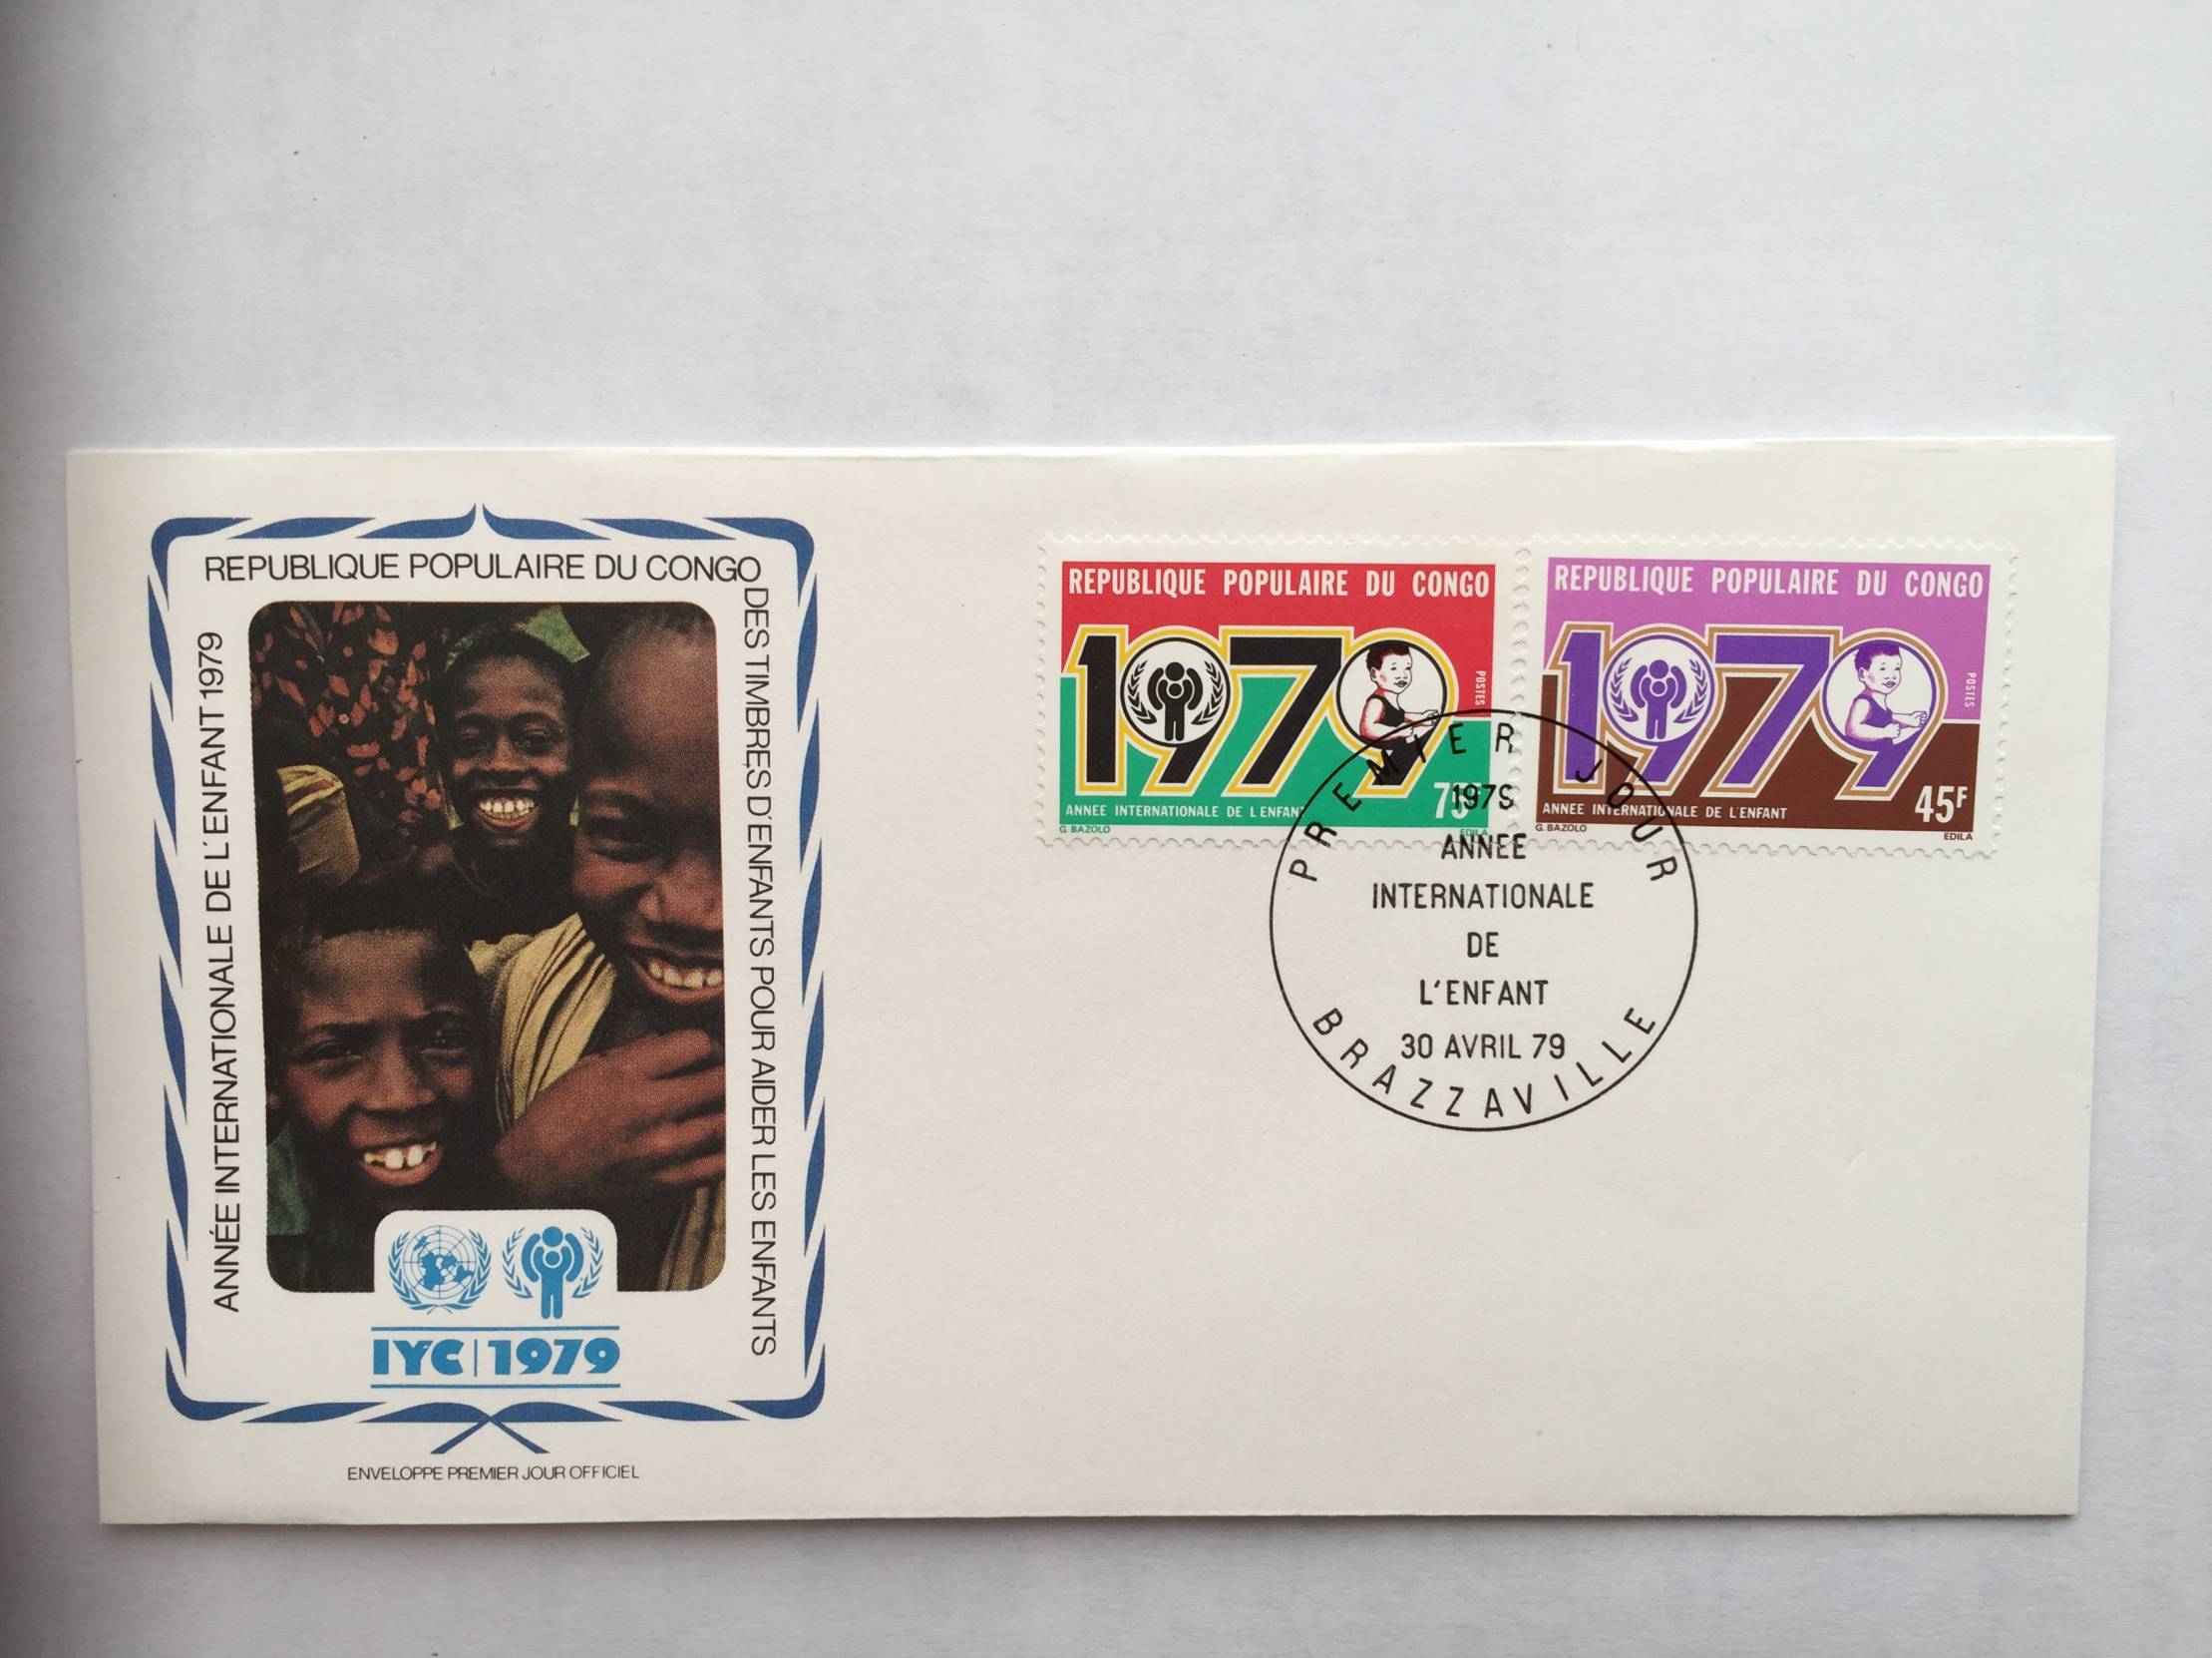 REPUBLIQUE POPULAIRE DU CONGO
DES TIMBRES D'ENFANTS POUR AIDER LES ENFANTS
ANNÉE INTERNATIONALE DE L'ENFANT 1979
IYC 1979
ENVELOPPE PREMIER JOUR OFFICIEL
REPUBLIQUE POPULAIRE DU CONGO
1979
POSTES
75F
ANNEE INTERNATIONALE DE L'ENFANT
G. BAZOLO
EDILA
REPUBLIQUE POPULAIRE DU CONGO
1979
POSTES
45F
ANNEE INTERNATIONALE DE L'ENFANT
G. BAZOLO
EDILA
PREMIER JOUR
1979
ANNEE
INTERNATIONALE
DE
L'ENFANT
30 AVRIL 79
BRAZZAVILLE